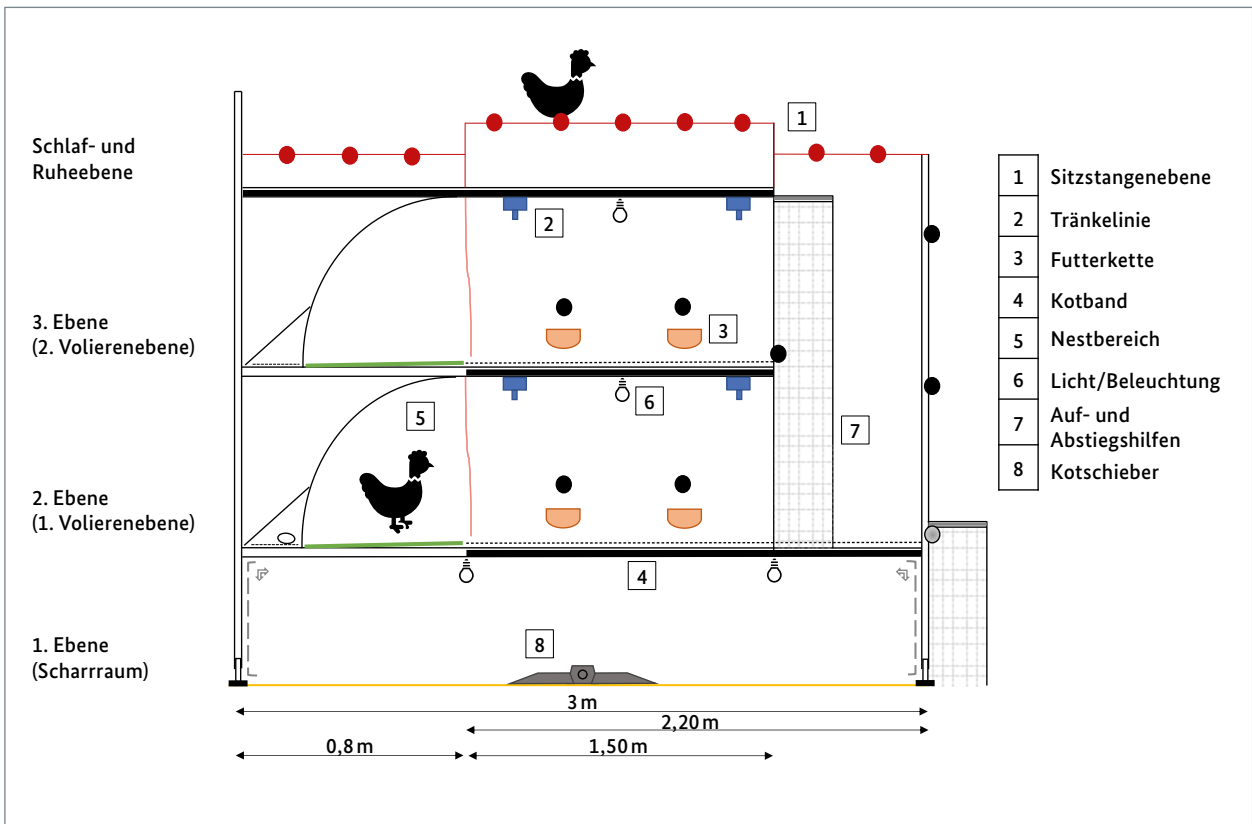 Schlaf- und
Ruheebene
3. Ebene
(2. Volierenebene)
2. Ebene
(1. Volierenebene)
1. Ebene
(Scharrraum)
1
2
3
5
6
7
4
8
3 m
2,20 m
0,8 m
1,50 m
1 Sitzstangenebene
2 Tränkelinie
3 Futterkette
4 Kotband
5 Nestbereich
6 Licht/Beleuchtung
7 Auf- und
Abstiegshilfen
8 Kotschieber